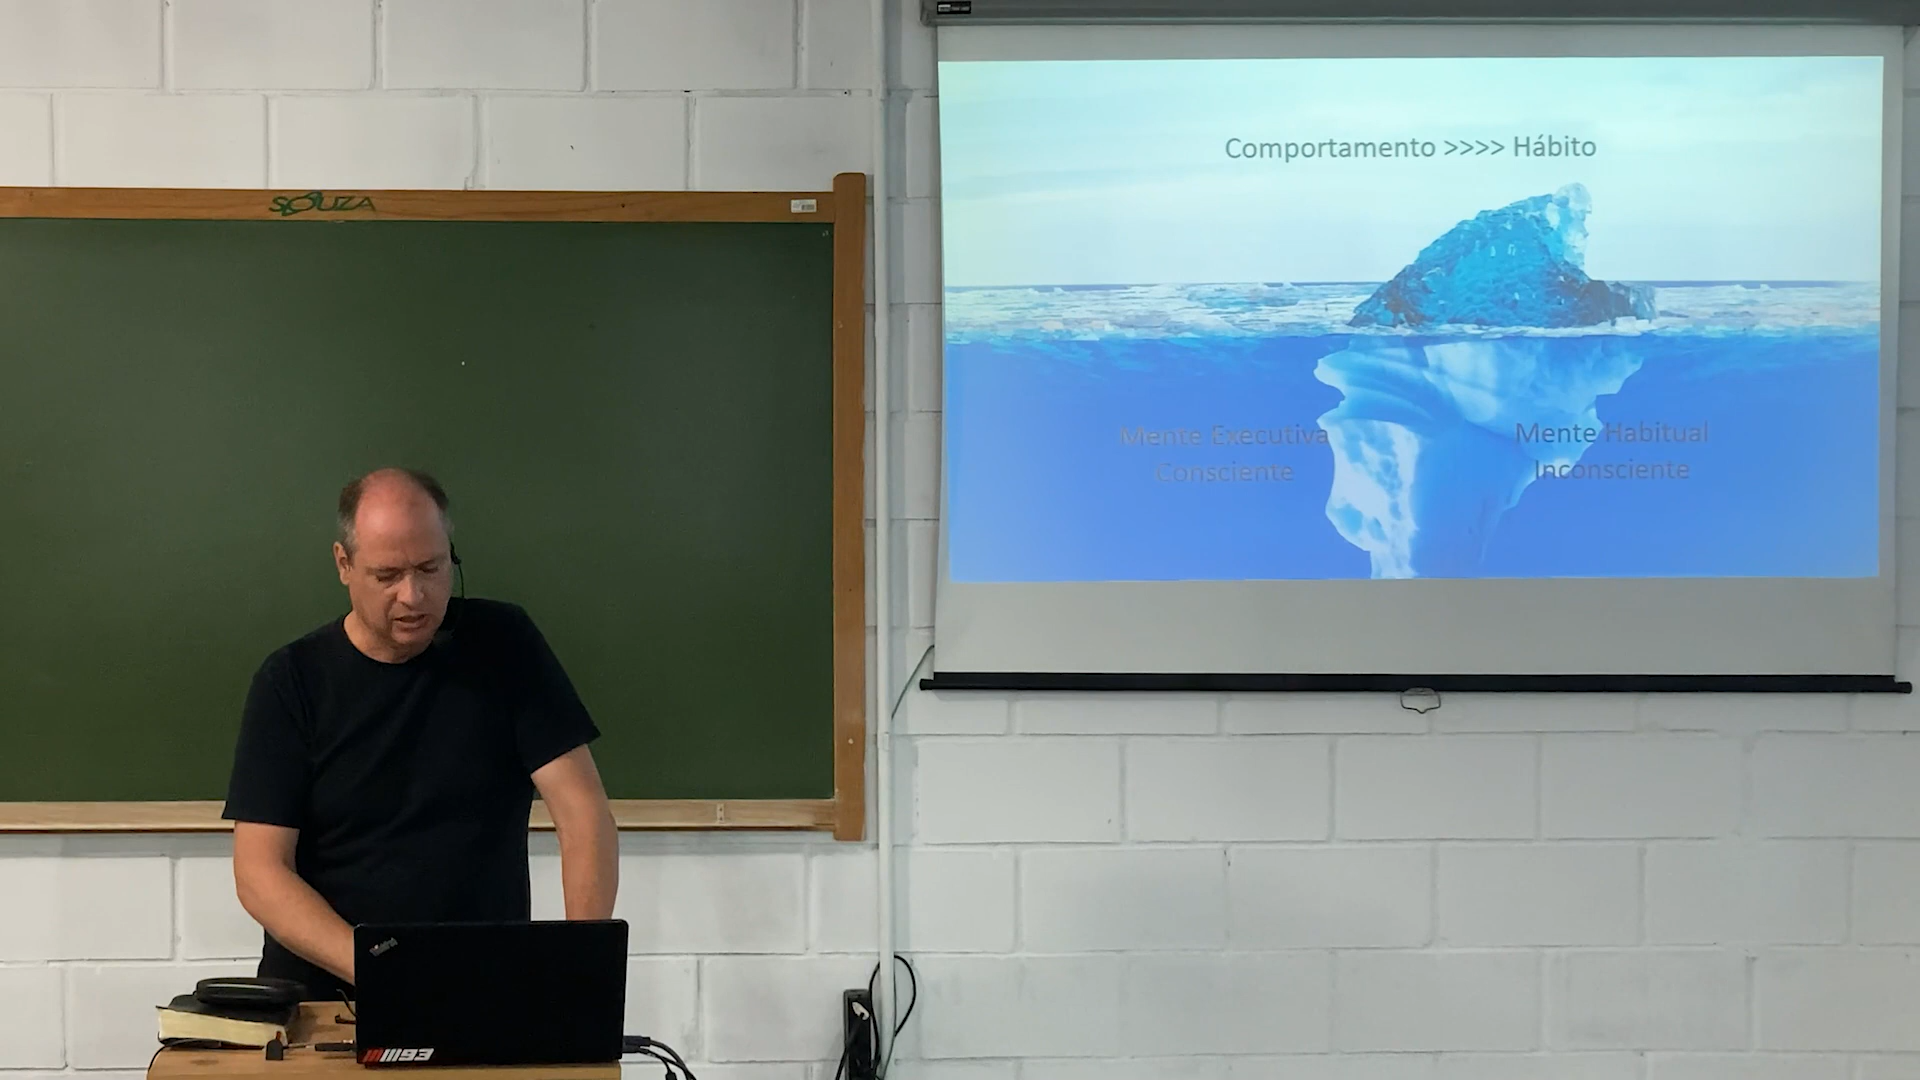 SOUZA
Comportamento >>>> Hábito
Mente Executiva
Consciente
Mente Habitual
Inconsciente